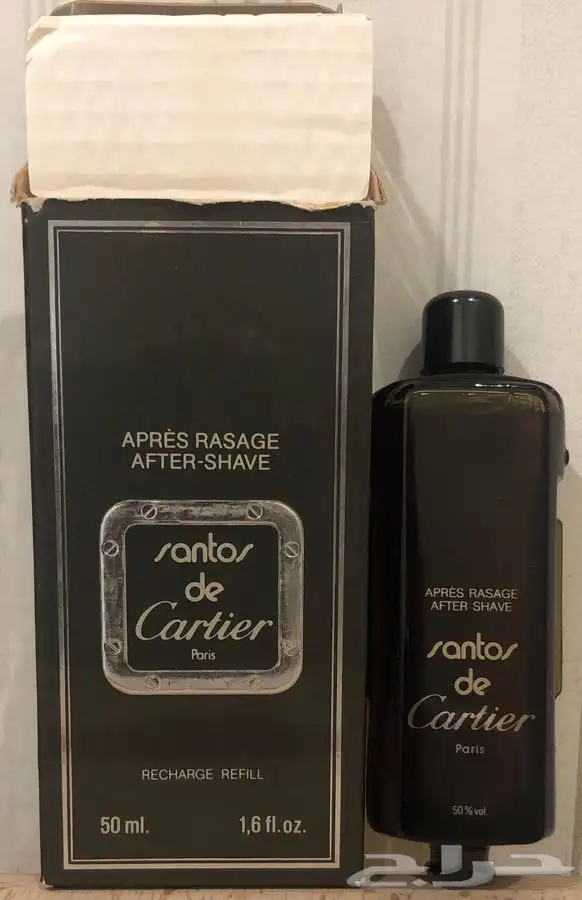 APRÈS RASAGE
AFTER-SHAVE
santos
de
Cartier
Paris
RECHARGE REFILL
50 ml. 1,6 fl.oz.
APRÈS RASAGE
AFTER SHAVE
santos
de
Cartier
Paris
50% vol.
حراج